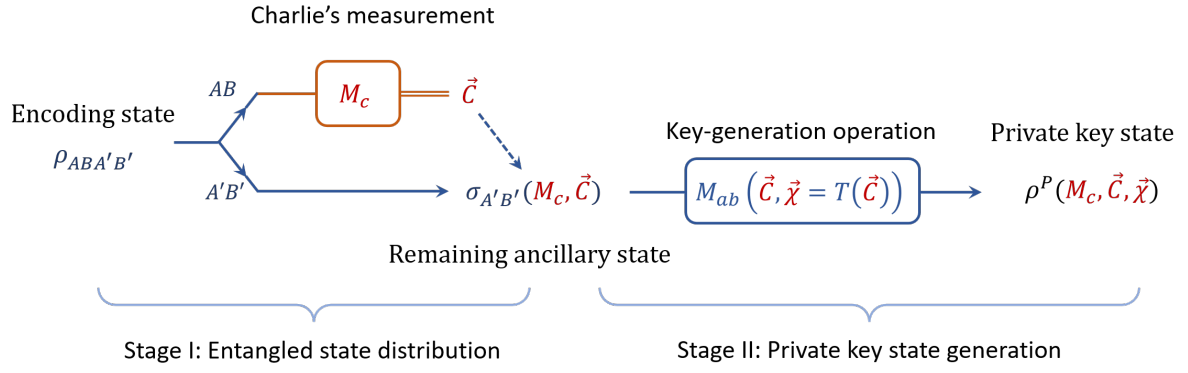 Charlie's measurement
AB
M_c
C⃗
Encoding state
Key-generation operation
Private key state
ρ_{ABA′B′}
A′B′
σ_{A′B′}(M_c, C⃗)
M_{ab}(C⃗, χ⃗ = T(C⃗))
ρ^P(M_c, C⃗, χ⃗)
Remaining ancillary state
Stage I: Entangled state distribution
Stage II: Private key state generation